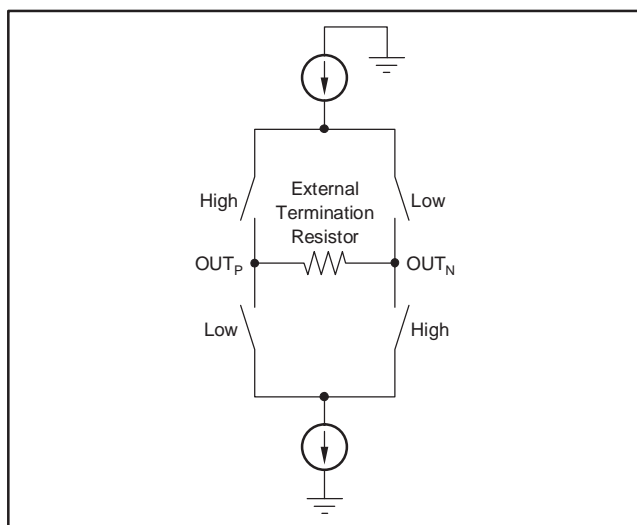 External
Termination
Resistor
High
Low
OUTP
OUTN
Low
High